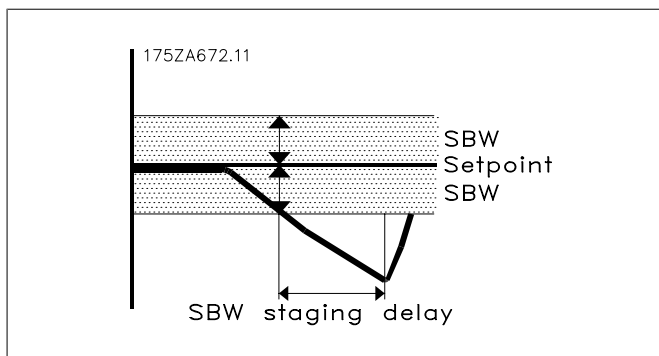 175ZA672.11
SBW
Setpoint
SBW
SBW staging delay